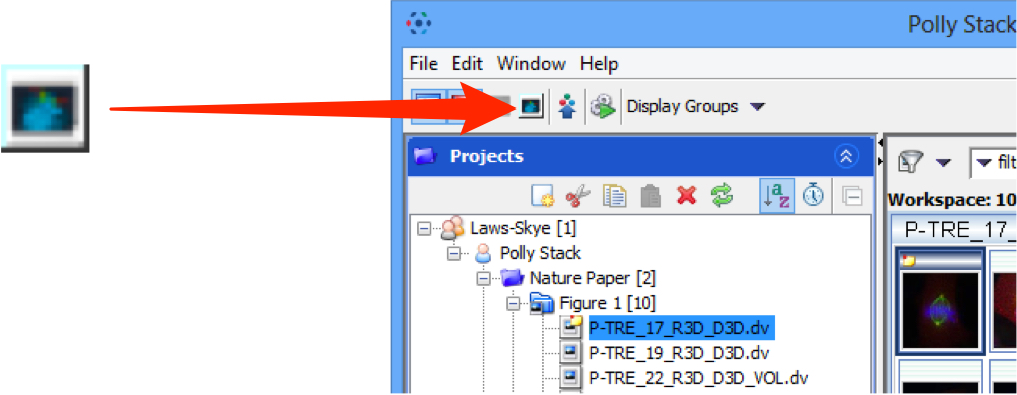 Polly Stack
File Edit Window Help
Display Groups
Projects
filt
Workspace: 10
Laws-Skye [1]
P-TRE_17_
Polly Stack
Nature Paper [2]
Figure 1 [10]
P-TRE_17_R3D_D3D.dv
P-TRE_19_R3D_D3D.dv
P-TRE_22_R3D_D3D_VOL.dv